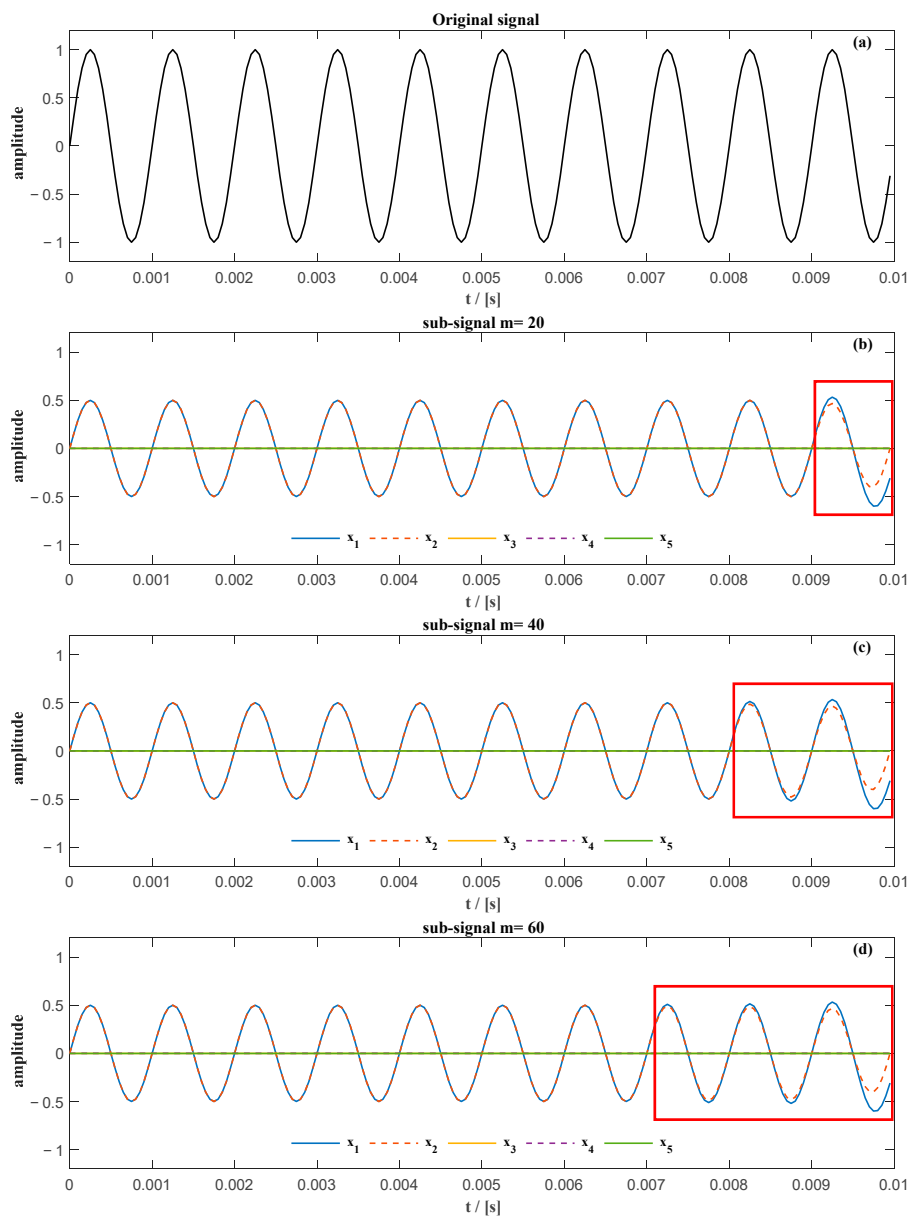 Original signal
(a)
1
0.5
0
− 0.5
− 1
amplitude
0 0.001 0.002 0.003 0.004 0.005 0.006 0.007 0.008 0.009 0.01
t / [s]
sub-signal m= 20
(b)
1
0.5
0
− 0.5
− 1
amplitude
x1 x2 x3 x4 x5
0 0.001 0.002 0.003 0.004 0.005 0.006 0.007 0.008 0.009 0.01
t / [s]
sub-signal m= 40
(c)
1
0.5
0
− 0.5
− 1
amplitude
x1 x2 x3 x4 x5
0 0.001 0.002 0.003 0.004 0.005 0.006 0.007 0.008 0.009 0.01
t / [s]
sub-signal m= 60
(d)
1
0.5
0
− 0.5
− 1
amplitude
x1 x2 x3 x4 x5
0 0.001 0.002 0.003 0.004 0.005 0.006 0.007 0.008 0.009 0.01
t / [s]